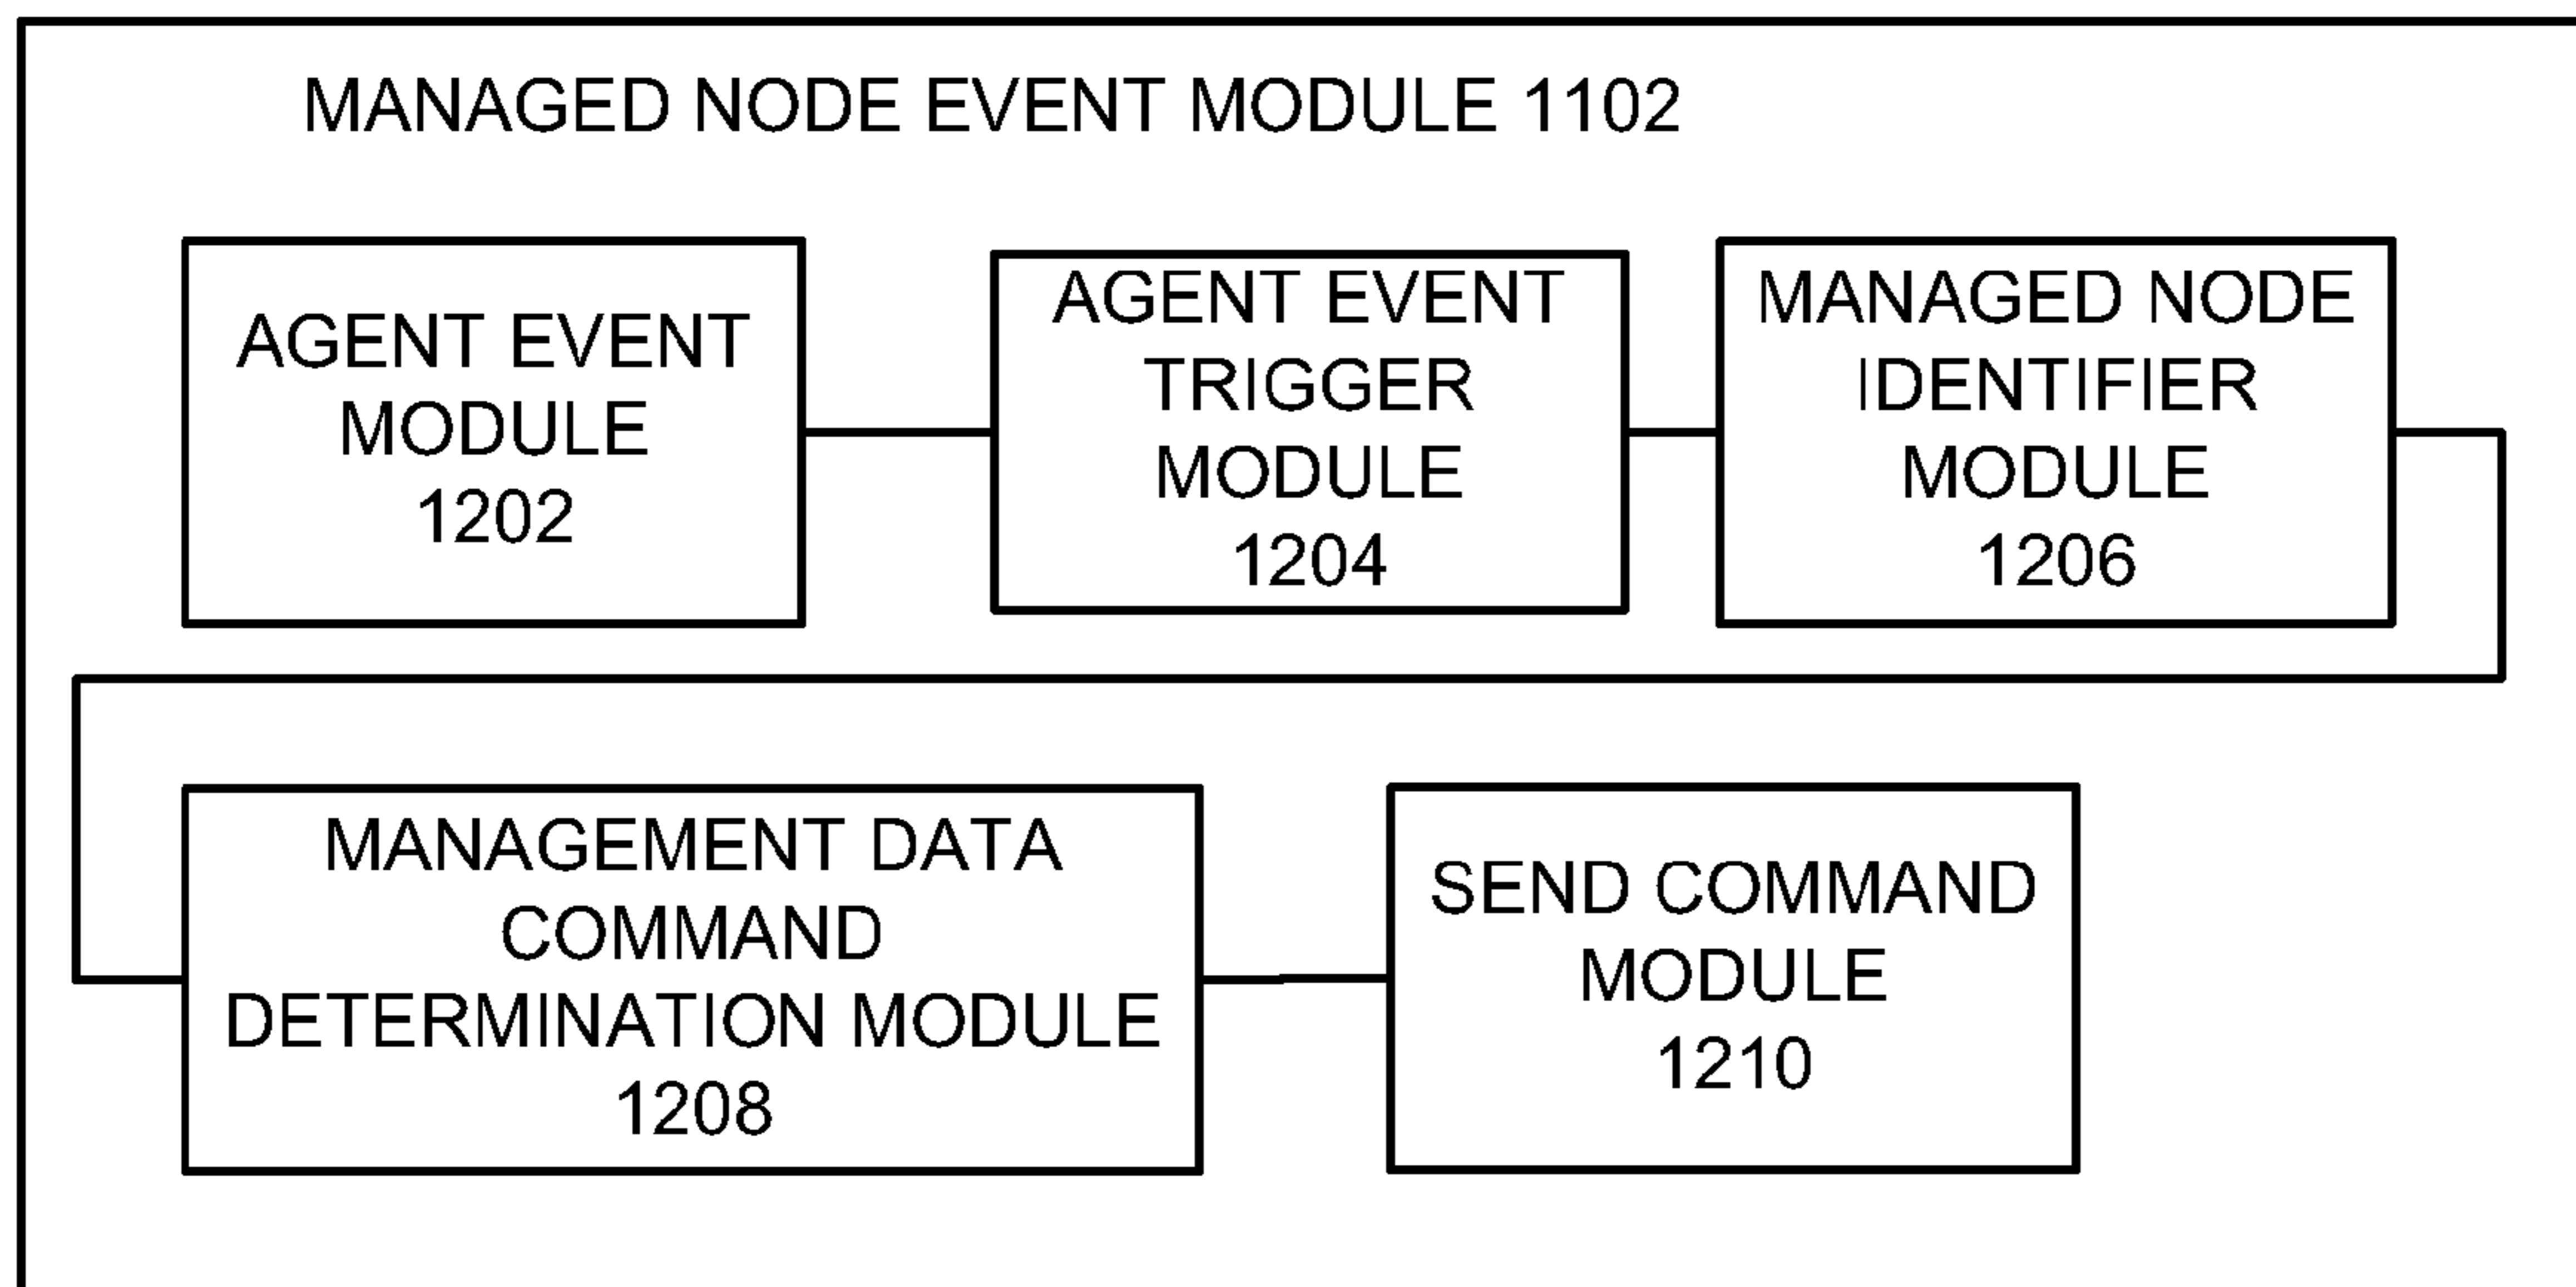 MANAGED NODE EVENT MODULE 1102
AGENT EVENT
MODULE
1202
AGENT EVENT
TRIGGER
MODULE
1204
MANAGED NODE
IDENTIFIER
MODULE
1206
MANAGEMENT DATA
COMMAND
DETERMINATION MODULE
1208
SEND COMMAND
MODULE
1210